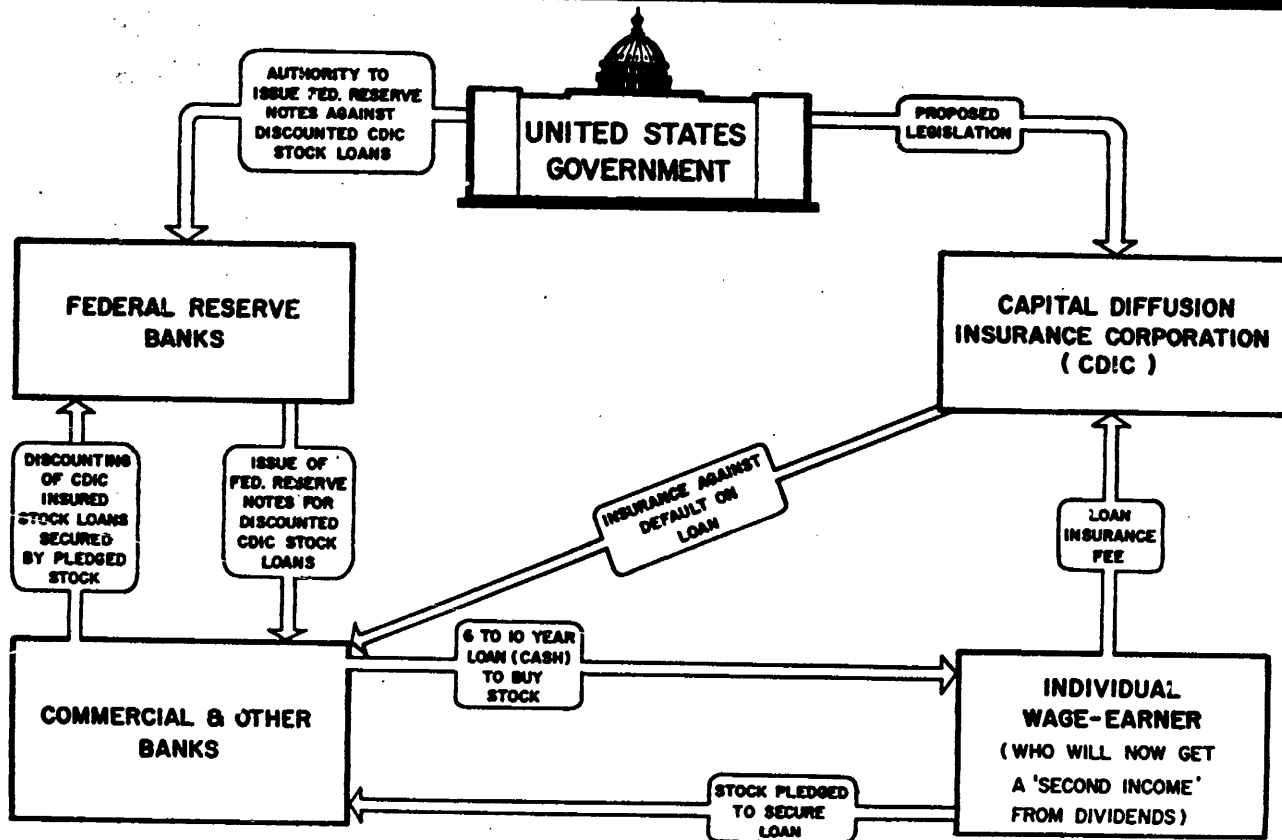 AUTHORITY TO
ISSUE FED. RESERVE
NOTES AGAINST
DISCOUNTED CDIC
STOCK LOANS
UNITED STATES
GOVERNMENT
PROPOSED
LEGISLATION
FEDERAL RESERVE
BANKS
CAPITAL DIFFUSION
INSURANCE CORPORATION
( CDIC )
DISCOUNTING
OF CDIC
INSURED
STOCK LOANS
SECURED
BY PLEDGED
STOCK
ISSUE OF
FED. RESERVE
NOTES FOR
DISCOUNTED
CDIC STOCK
LOANS
INSURANCE AGAINST
DEFAULT ON
LOAN
LOAN
INSURANCE
FEE
COMMERCIAL & OTHER
BANKS
6 TO 10 YEAR
LOAN (CASH)
TO BUY
STOCK
INDIVIDUAL
WAGE-EARNER
(WHO WILL NOW GET
A 'SECOND INCOME'
FROM DIVIDENDS)
STOCK PLEDGED
TO SECURE
LOAN